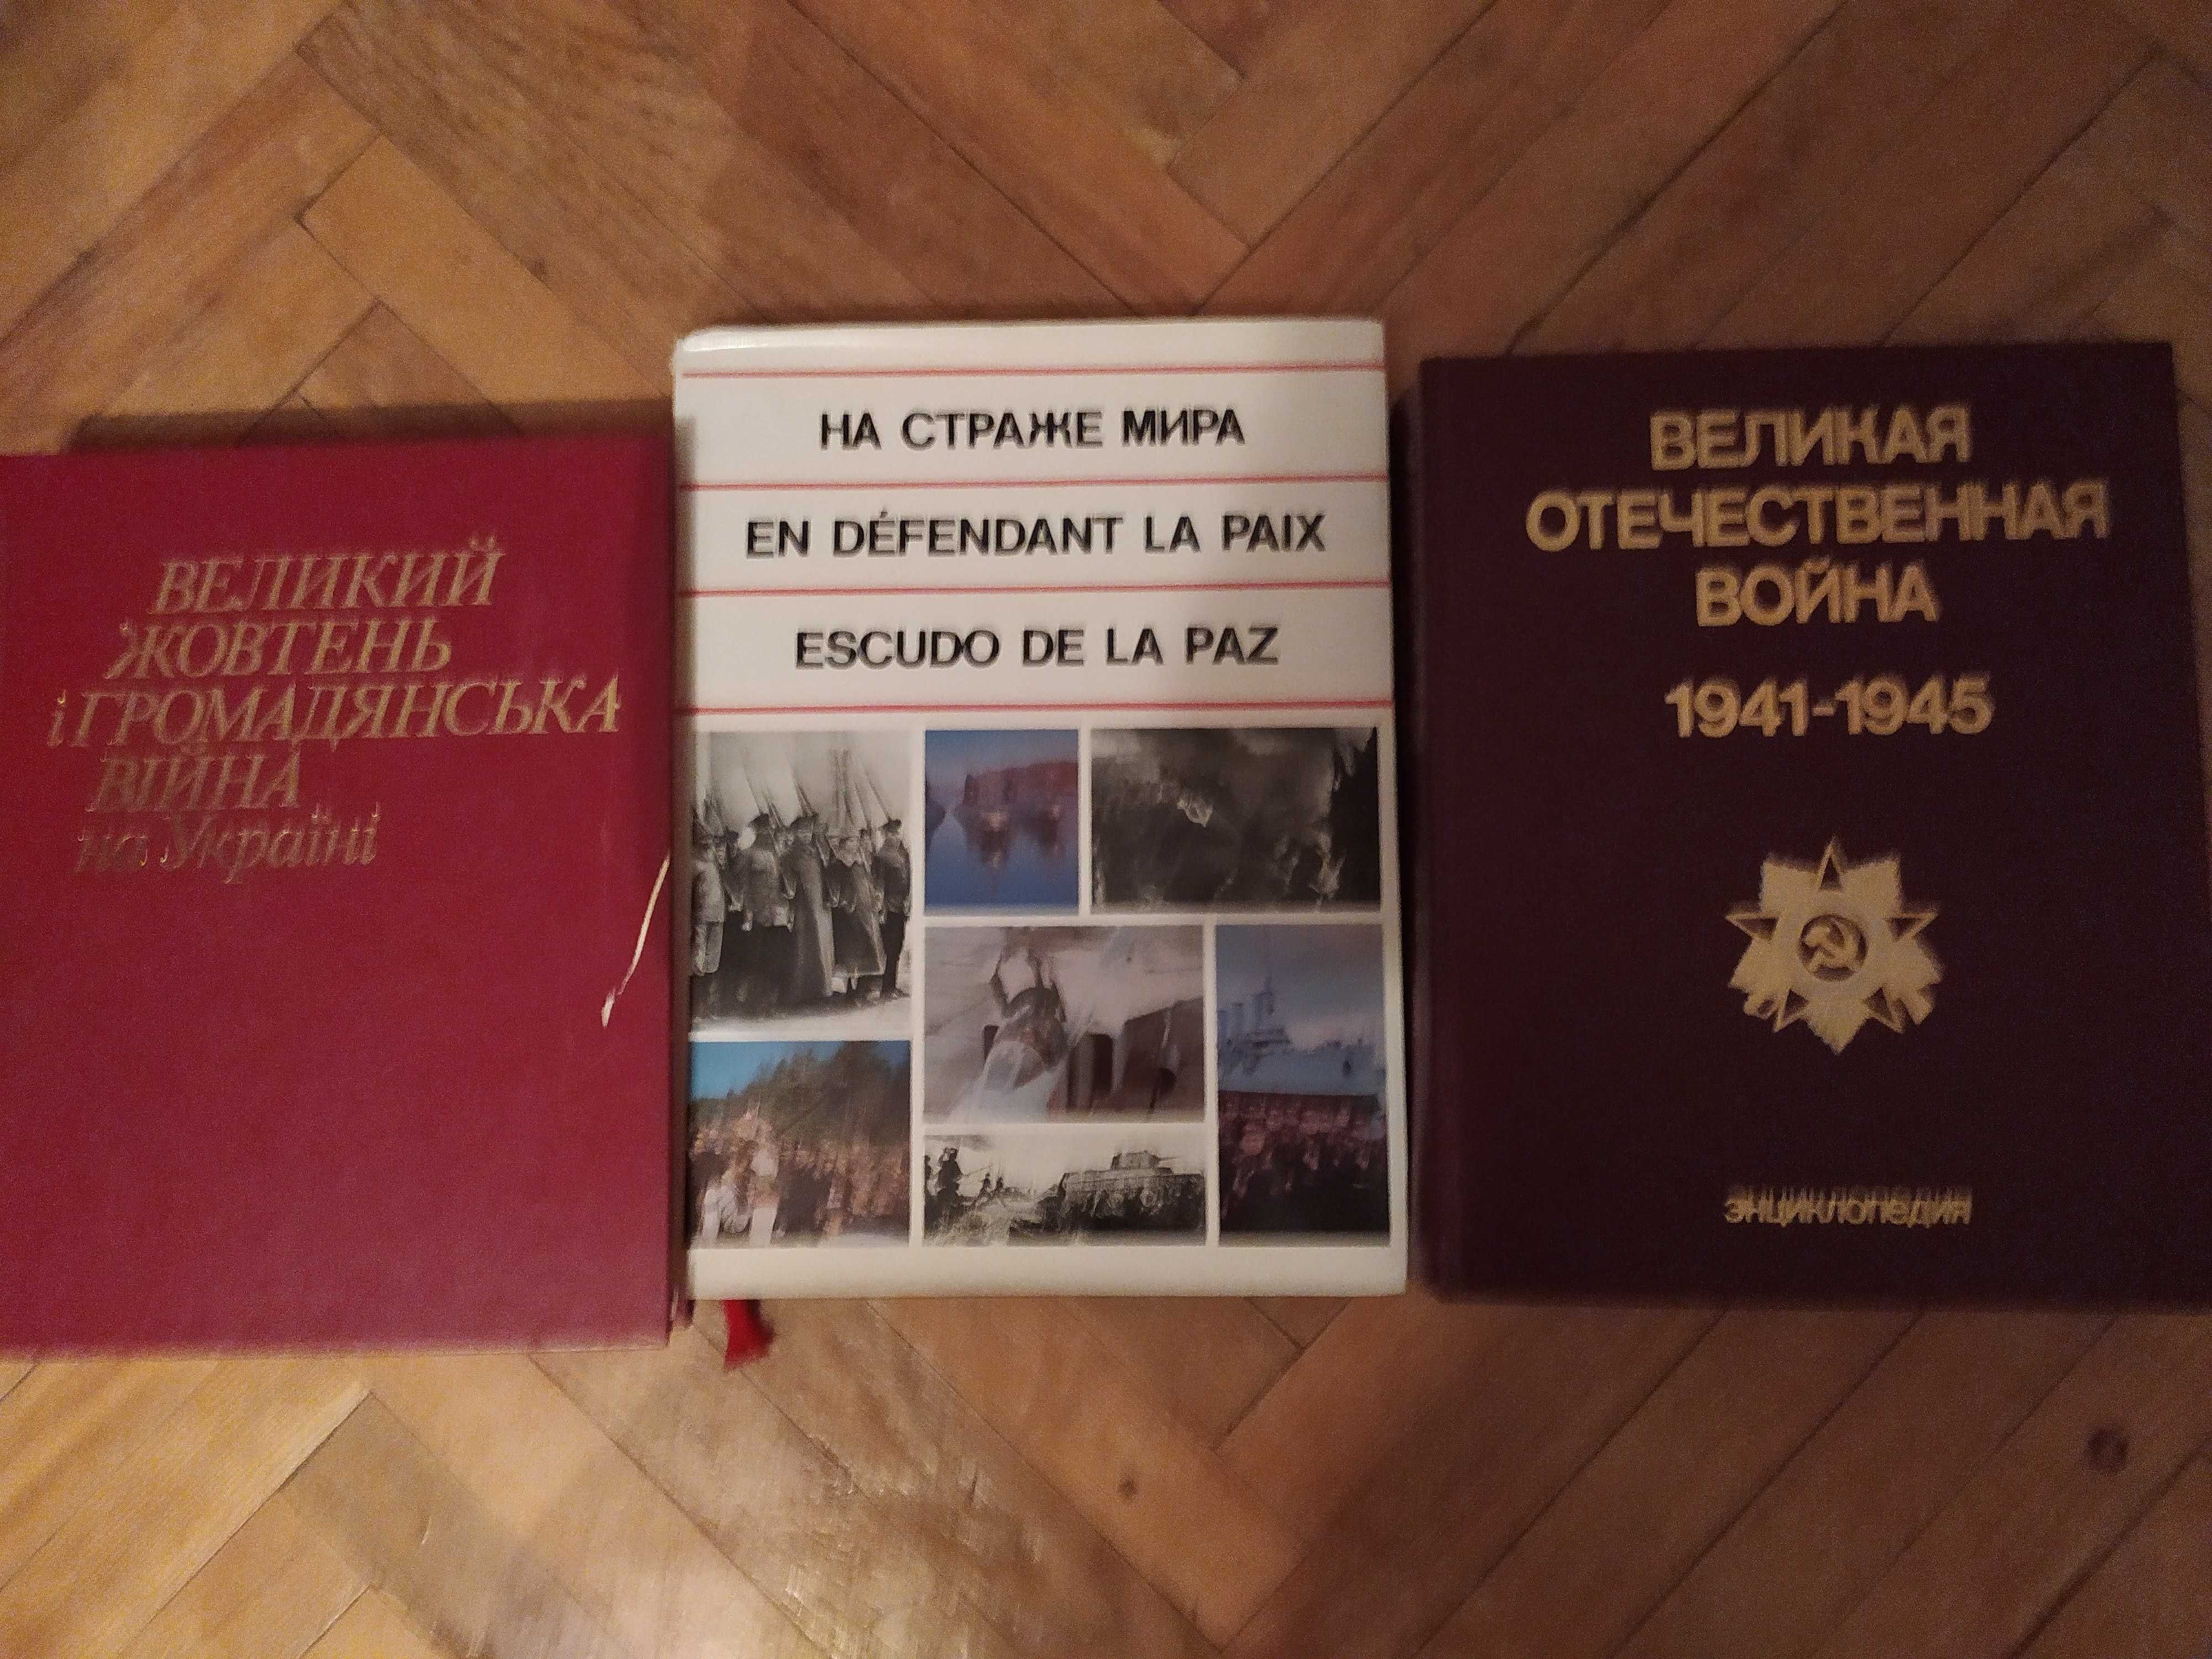 ВЕЛИКИЙ
ЖОВТЕНЬ
і ГРОМАДЯНСЬКА
ВІЙНА
на Україні
НА СТРАЖЕ МИРА
EN DÉFENDANT LA PAIX
ESCUDO DE LA PAZ
ВЕЛИКАЯ
ОТЕЧЕСТВЕННАЯ
ВОЙНА
1941-1945
ЭНЦИКЛОПЕДИЯ